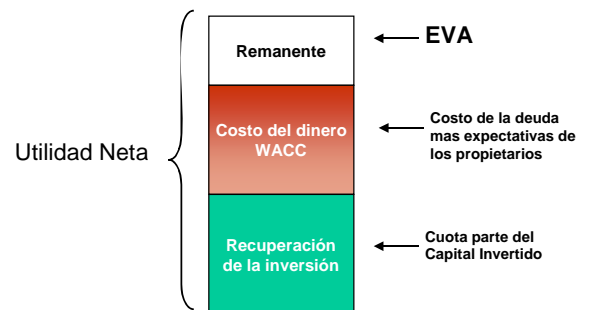 Remanente
EVA
Costo del dinero
WACC
Costo de la deuda
mas expectativas de
los propietarios
Utilidad Neta
Recuperación
de la inversión
Cuota parte del
Capital Invertido